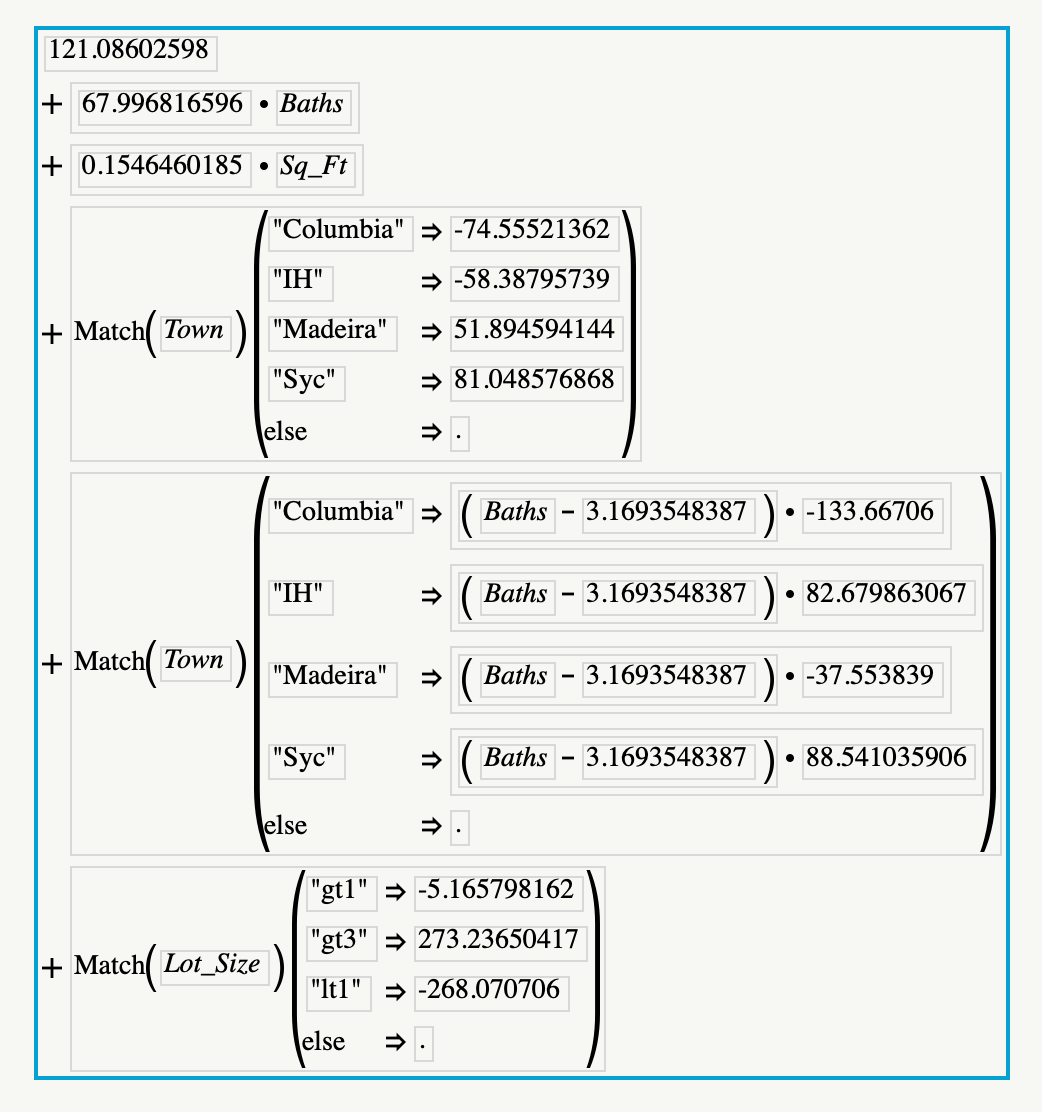 121.08602598
+ 67.996816596 • Baths
+ 0.1546460185 • Sq_Ft
+ Match(Town)
"Columbia" ⇒ -74.55521362
"IH" ⇒ -58.38795739
"Madeira" ⇒ 51.894594144
"Syc" ⇒ 81.048576868
else ⇒ .
+ Match(Town)
"Columbia" ⇒ (Baths − 3.1693548387) • -133.66706
"IH" ⇒ (Baths − 3.1693548387) • 82.679863067
"Madeira" ⇒ (Baths − 3.1693548387) • -37.553839
"Syc" ⇒ (Baths − 3.1693548387) • 88.541035906
else ⇒ .
+ Match(Lot_Size)
"gt1" ⇒ -5.165798162
"gt3" ⇒ 273.23650417
"lt1" ⇒ -268.070706
else ⇒ .